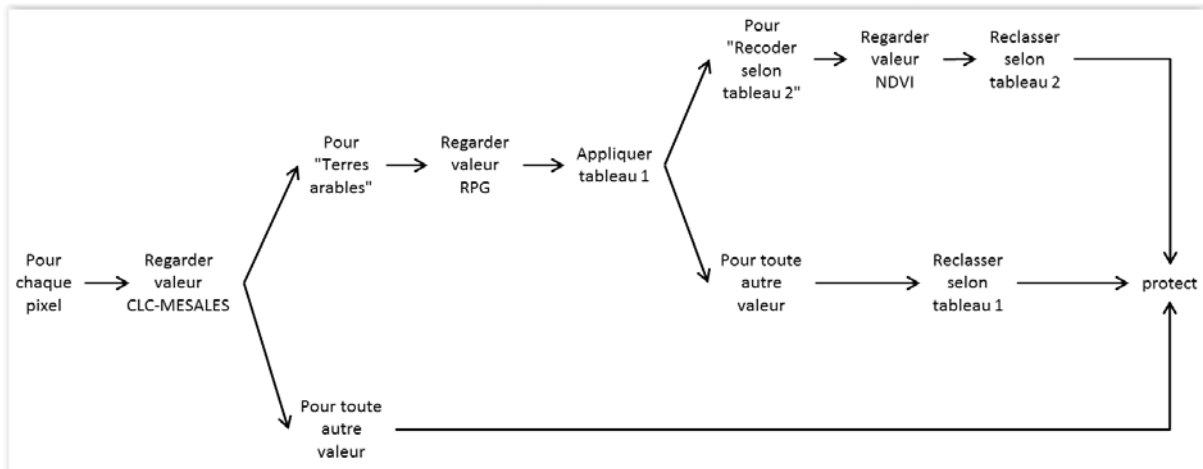 Pour
chaque
pixel
Regarder
valeur
CLC-MESALES
Pour
"Terres
arables"
Regarder
valeur
RPG
Appliquer
tableau 1
Pour
"Recoder
selon
tableau 2"
Regarder
valeur
NDVI
Reclasser
selon
tableau 2
Pour toute
autre
valeur
Reclasser
selon
tableau 1
protect
Pour toute
autre
valeur